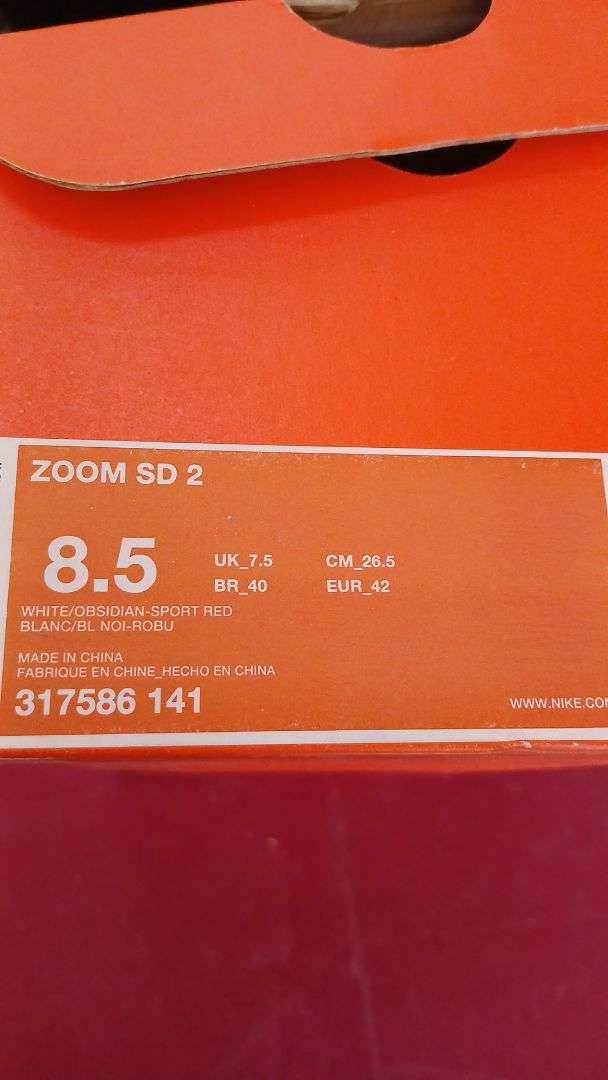 ZOOM SD 2
8.5
UK_7.5 CM_26.5
BR_40 EUR_42
WHITE/OBSIDIAN-SPORT RED
BLANC/BL NOI-ROBU
MADE IN CHINA
FABRIQUE EN CHINE_HECHO EN CHINA
317586 141
WWW.NIKE.CO